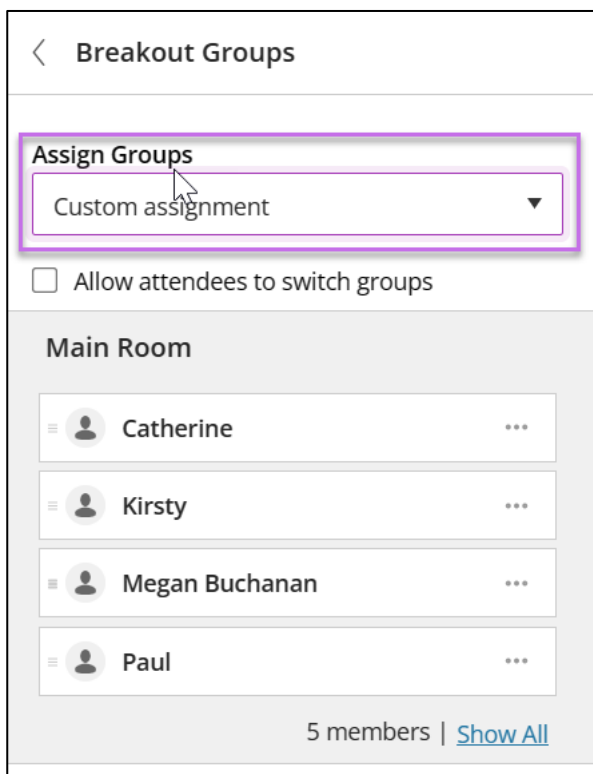 Breakout Groups
Assign Groups
Custom assignment
Allow attendees to switch groups
Main Room
Catherine
Kirsty
Megan Buchanan
Paul
5 members | Show All